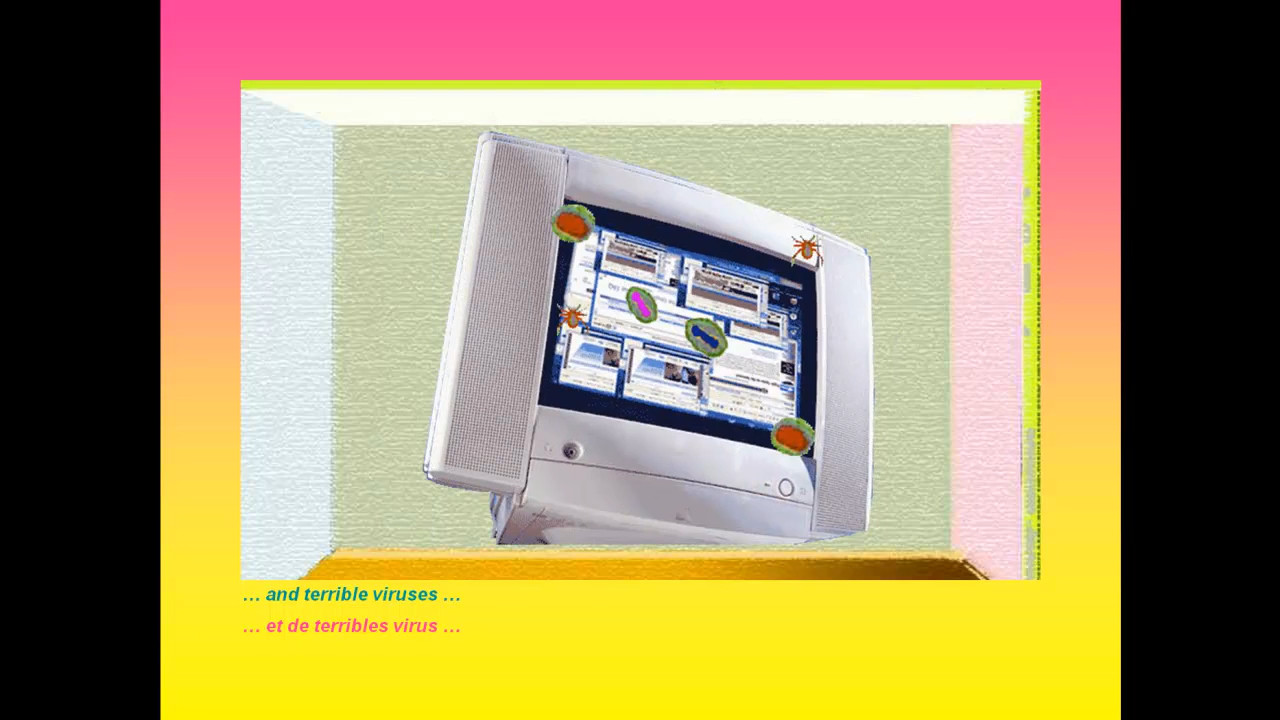 … and terrible viruses …
… et de terribles virus …